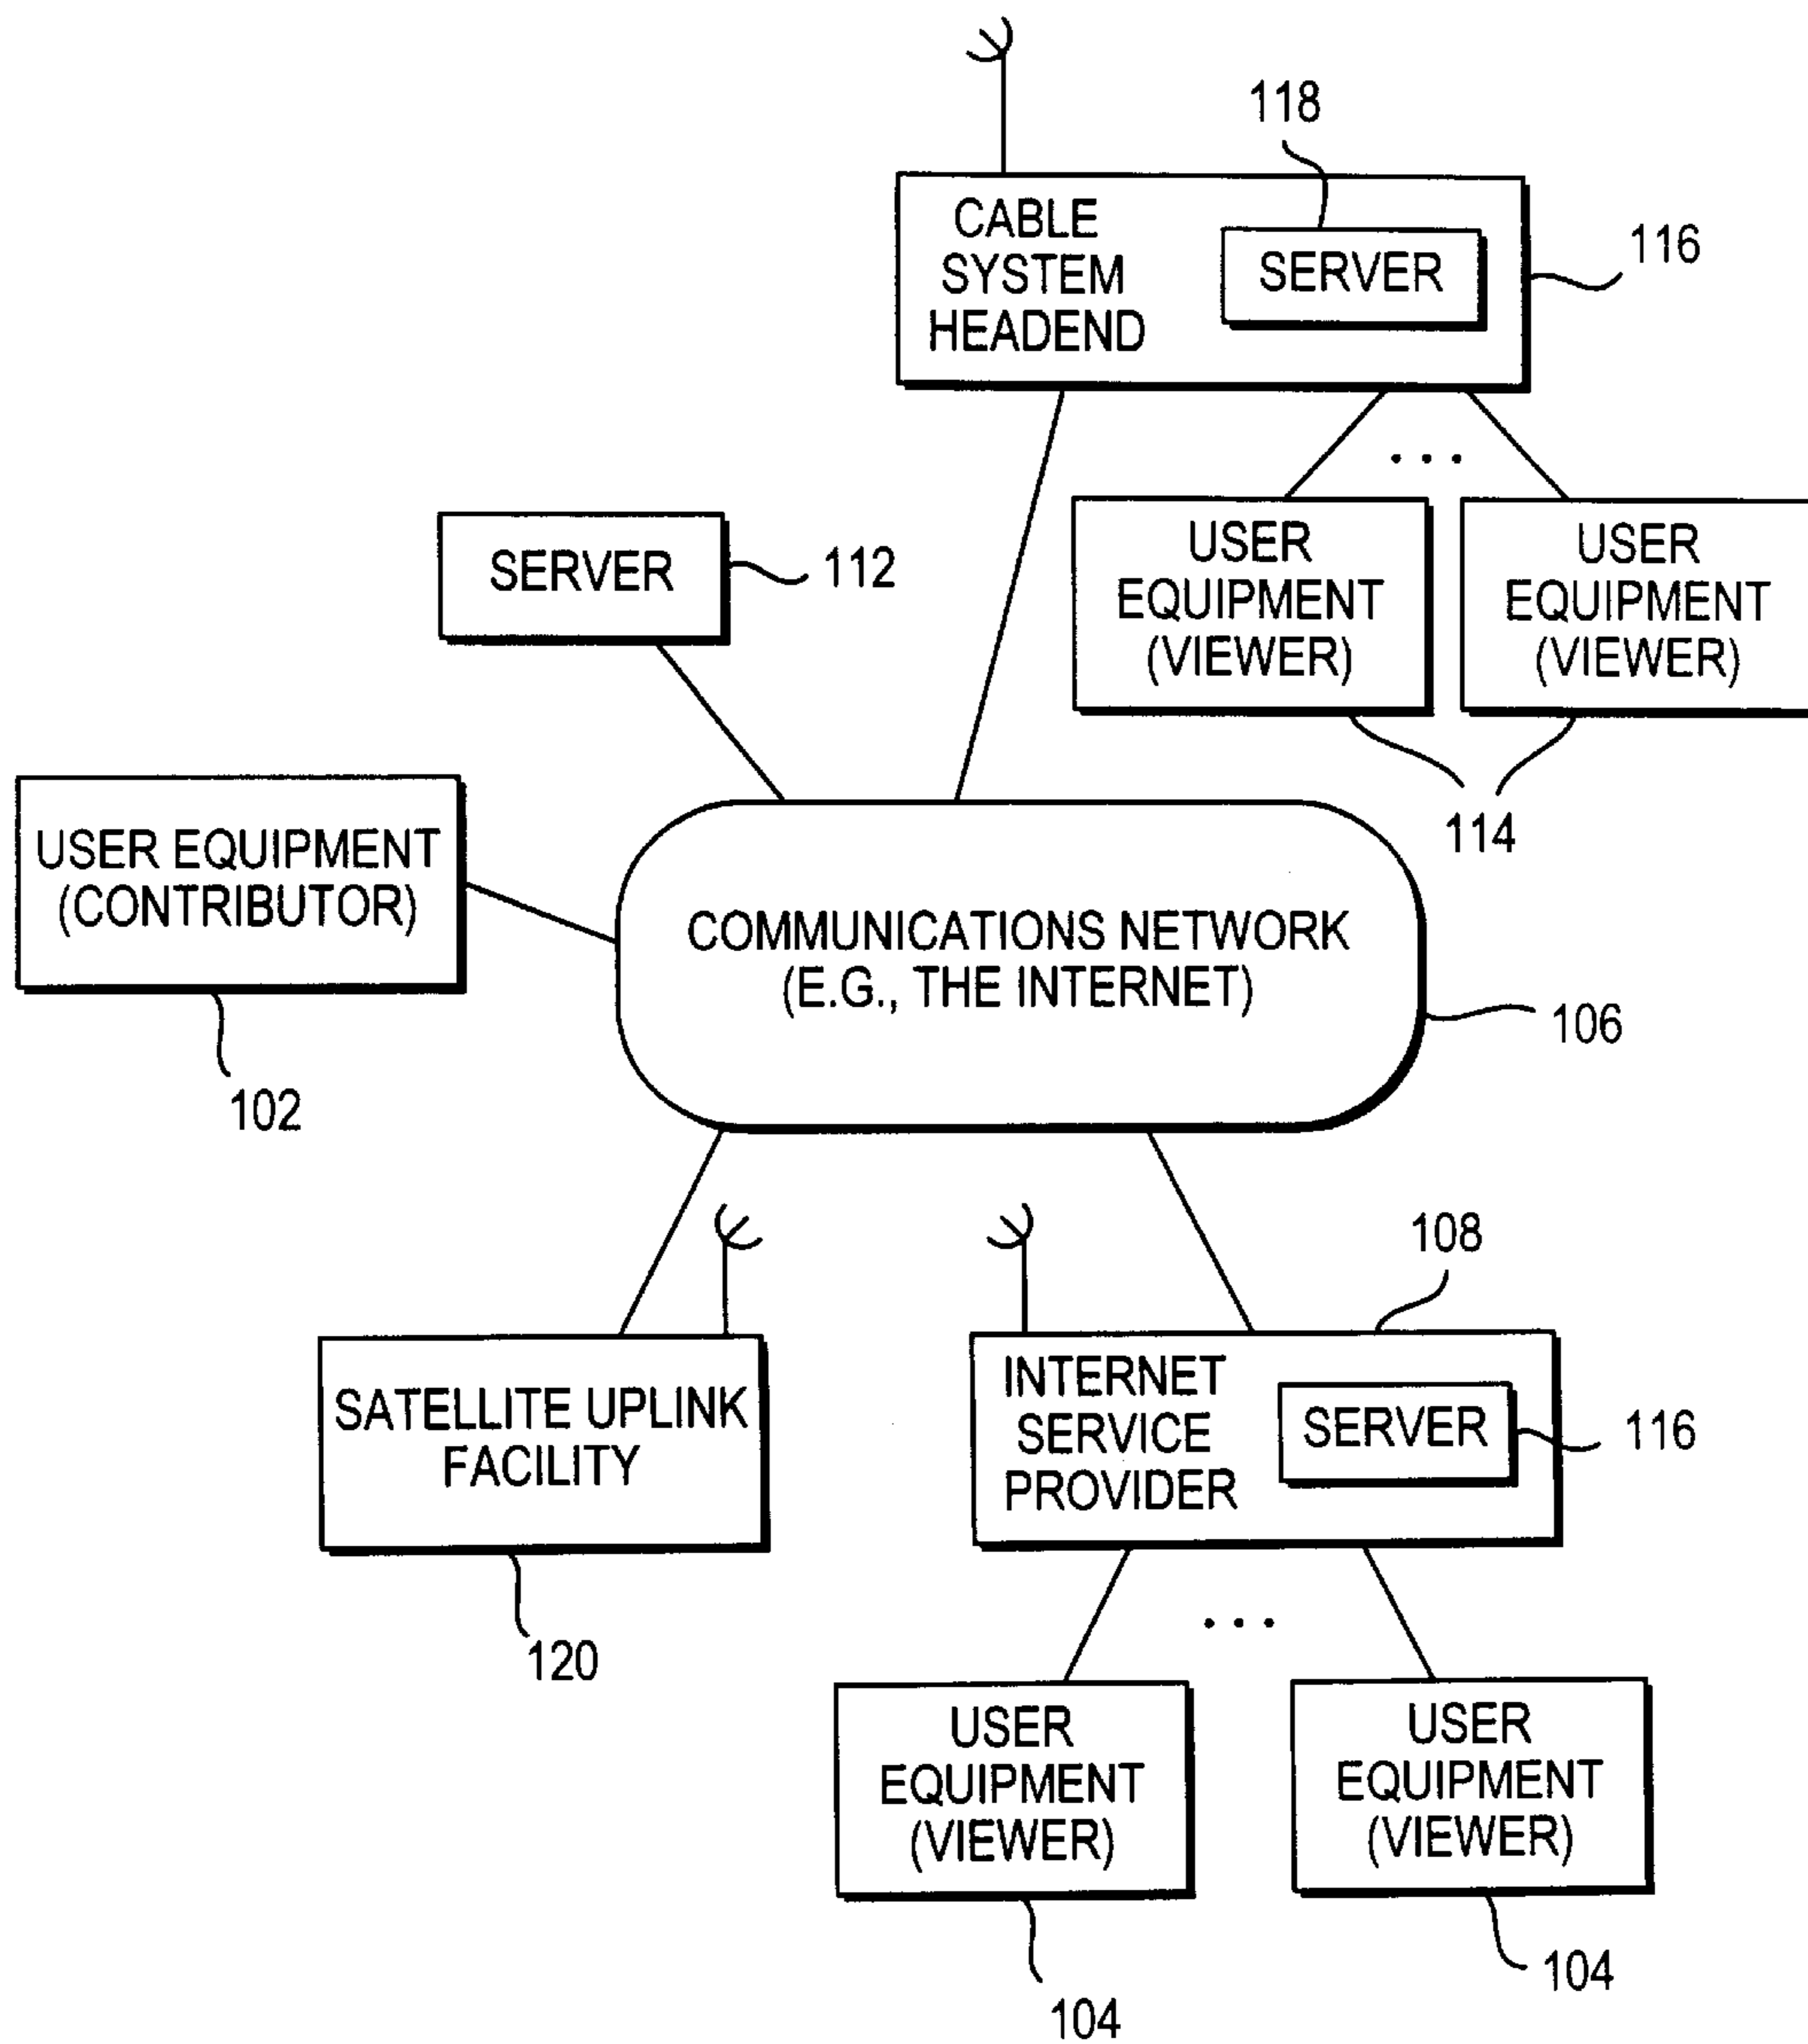 118
CABLE
SYSTEM
HEADEND
SERVER
116
SERVER
112
USER
EQUIPMENT
(VIEWER)
USER
EQUIPMENT
(VIEWER)
114
USER EQUIPMENT
(CONTRIBUTOR)
102
COMMUNICATIONS NETWORK
(E.G., THE INTERNET)
106
108
SATELLITE UPLINK
FACILITY
120
INTERNET
SERVICE
PROVIDER
SERVER
116
...
...
USER
EQUIPMENT
(VIEWER)
104
USER
EQUIPMENT
(VIEWER)
104